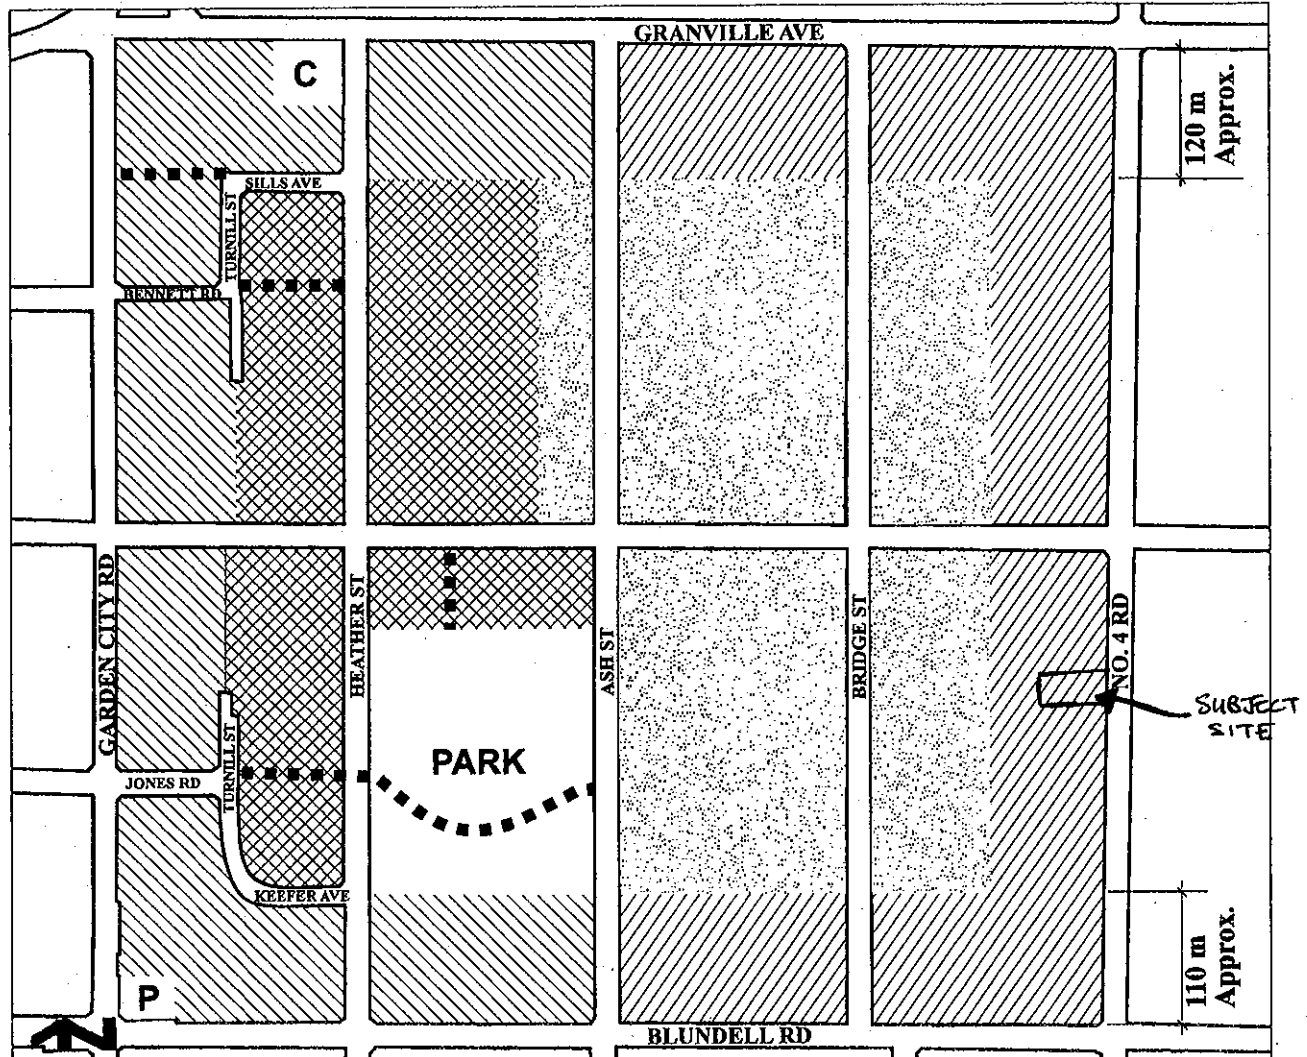 GRANVILLE AVE
C
120 m
Approx.
SILLS AVE
TURNILL ST
BENNETT RD
GARDEN CITY RD
HEATHER ST
ASH ST
BRIDGE ST
NO. 4 RD
SUBJECT
SITE
PARK
TURNILL ST
JONES RD
KEEFER AVE
110 m
Approx.
P
BLUNDELL RD